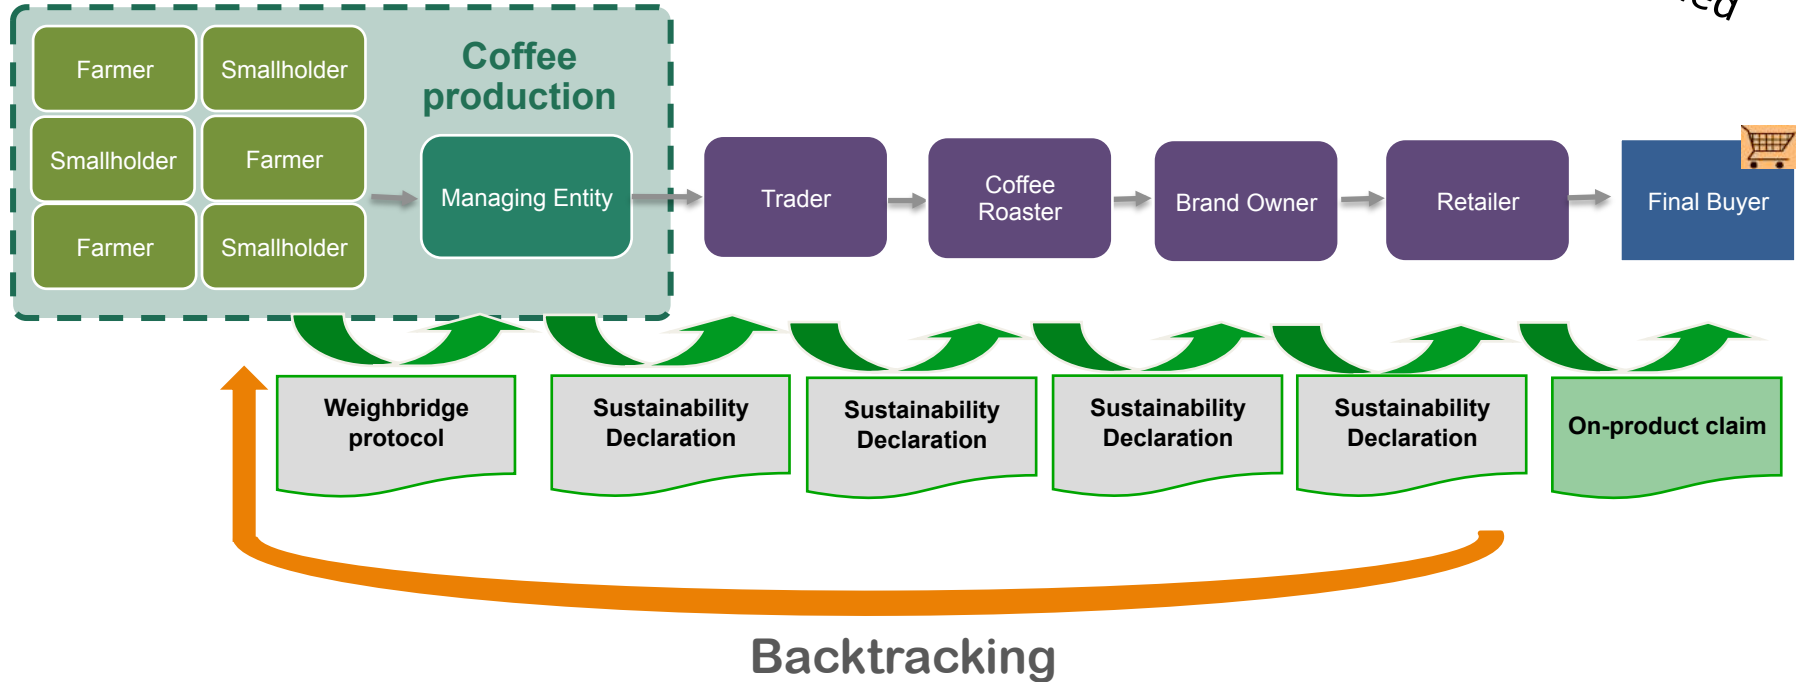 Farmer
Smallholder
Coffee
production
Smallholder
Farmer
Managing Entity
Farmer
Smallholder
Trader
Coffee
Roaster
Brand Owner
Retailer
Final Buyer
Weighbridge
protocol
Sustainability
Declaration
Sustainability
Declaration
Sustainability
Declaration
Sustainability
Declaration
On-product claim
Backtracking